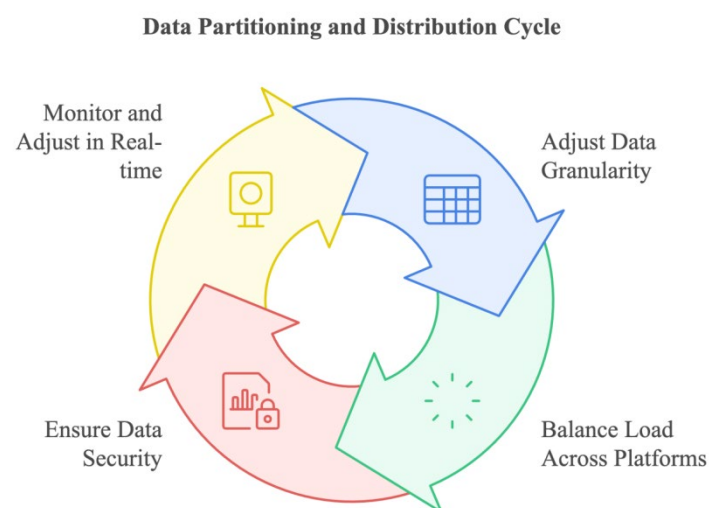 Data Partitioning and Distribution Cycle
Monitor and
Adjust in Real-
time
Adjust Data
Granularity
Ensure Data
Security
Balance Load
Across Platforms